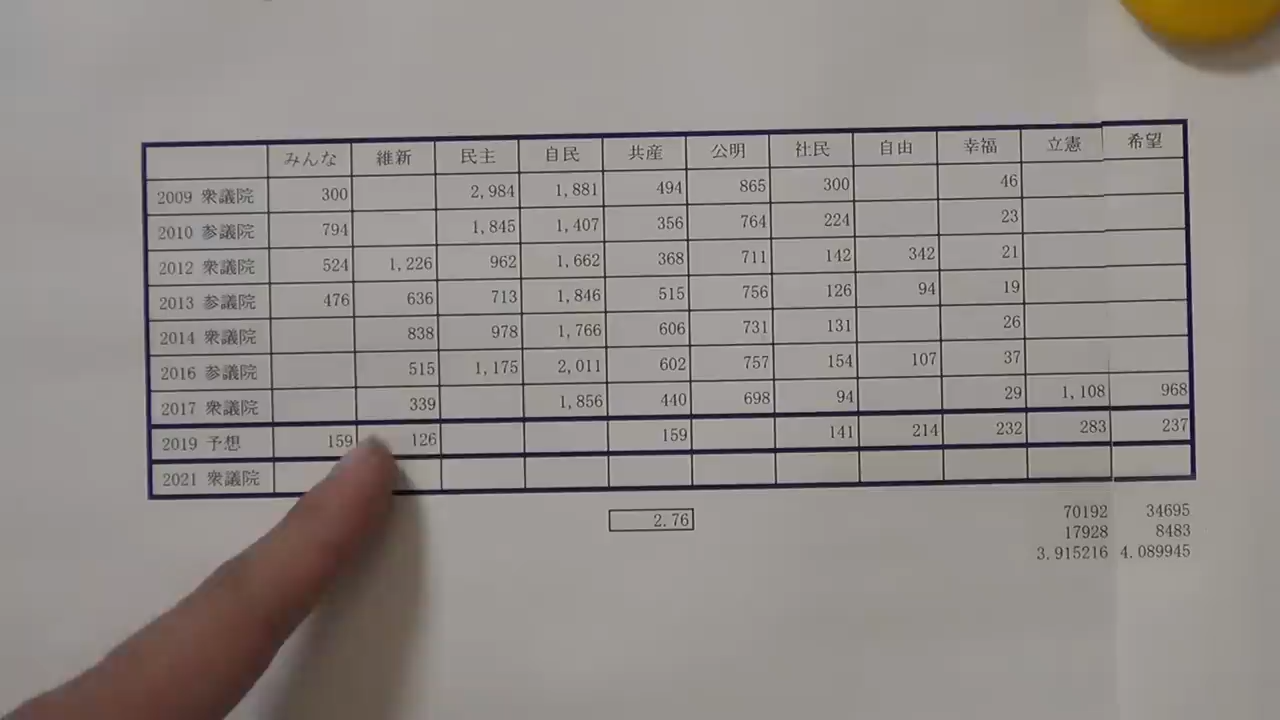 みんな 維新 民主 自民 共産 公明 社民 自由 幸福 立憲 希望
2009 衆議院 300 2,984 1,881 494 865 300 46
2010 参議院 794 1,845 1,407 356 764 224 23
2012 衆議院 524 1,226 962 1,662 368 711 142 342 21
2013 参議院 476 636 713 1,846 515 756 126 94 19
2014 衆議院 838 978 1,766 606 731 131 26
2016 参議院 515 1,175 2,011 602 757 154 107 37
2017 衆議院 339 1,856 440 698 94 29 1,108 968
2019 予想 159 126 159 141 214 232 283 237
2021 衆議院
2.76 70192 34695
17928 8483
3.915216 4.089945